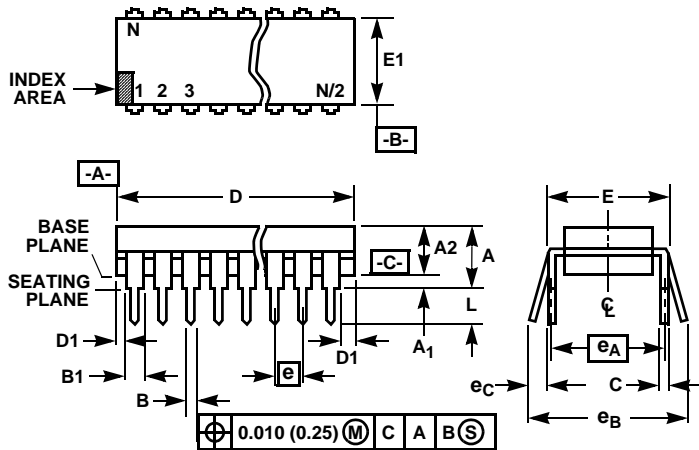 N
E1
INDEX
AREA
1 2 3 N/2
-B-
-A-
D
E
BASE
PLANE
A2
A
-C-
SEATING
PLANE
L
C
L
D1
A1
D1
eA
B1
e
eC
C
B
eB
0.010 (0.25) M C A B S